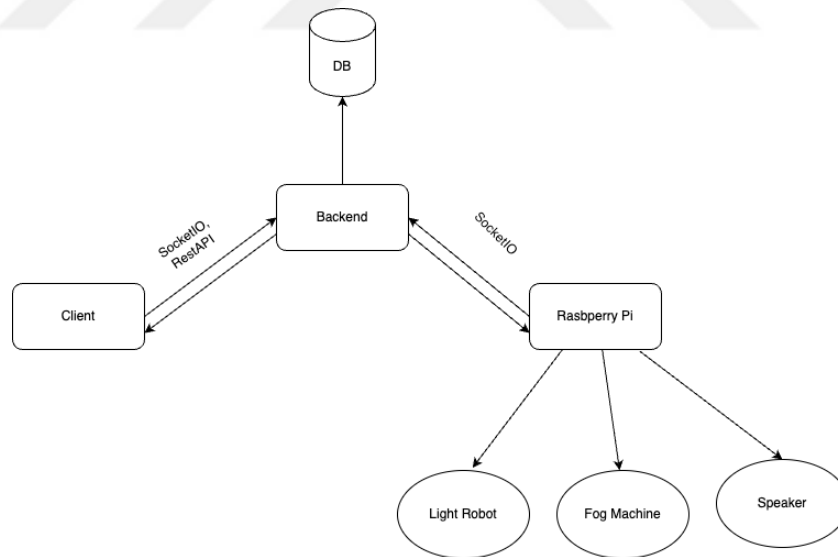 DB
Backend
SocketIO,
RestAPI
SocketIO
Client
Rasbperry Pi
Light Robot
Fog Machine
Speaker